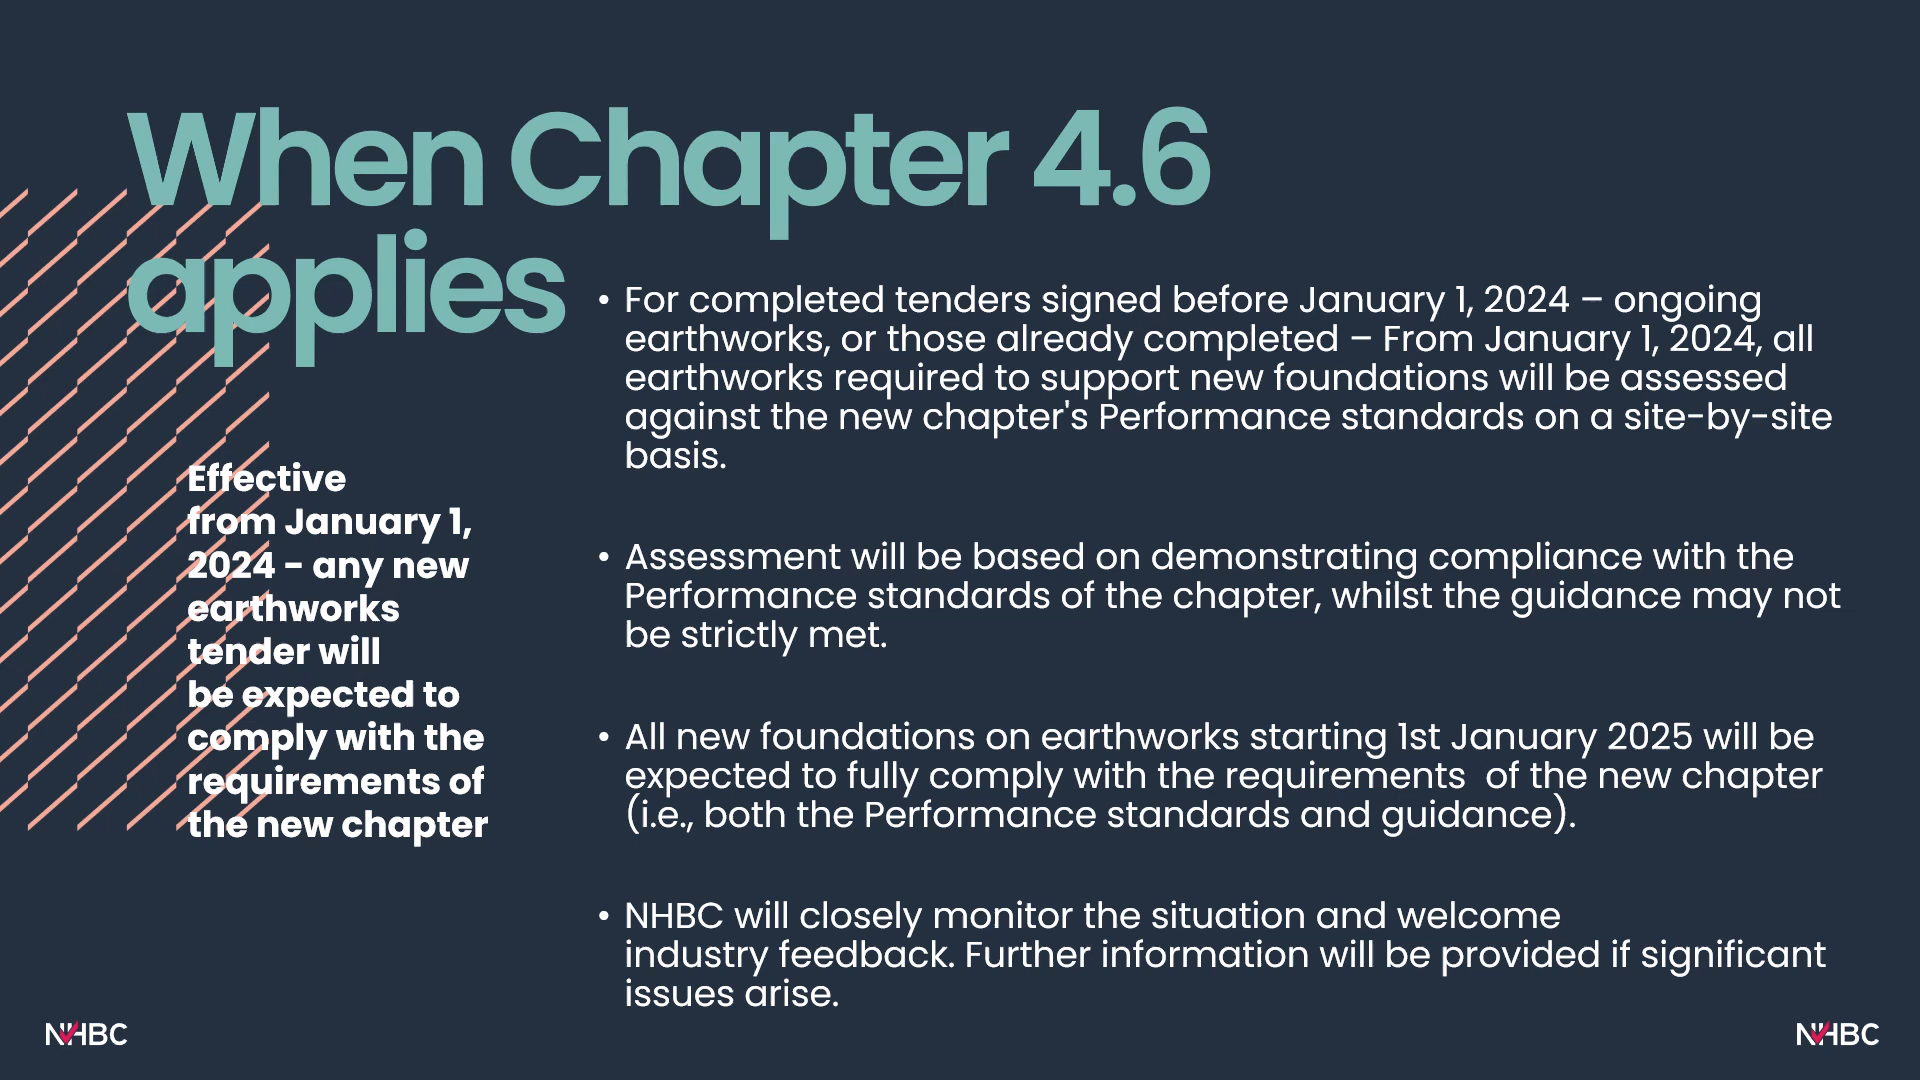 When Chapter 4.6
applies
Effective
from January 1,
2024 - any new
earthworks
tender will
be expected to
comply with the
requirements of
the new chapter
• For completed tenders signed before January 1, 2024 – ongoing
earthworks, or those already completed – From January 1, 2024, all
earthworks required to support new foundations will be assessed
against the new chapter's Performance standards on a site-by-site
basis.
• Assessment will be based on demonstrating compliance with the
Performance standards of the chapter, whilst the guidance may not
be strictly met.
• All new foundations on earthworks starting 1st January 2025 will be
expected to fully comply with the requirements  of the new chapter
(i.e., both the Performance standards and guidance).
• NHBC will closely monitor the situation and welcome
industry feedback. Further information will be provided if significant
issues arise.
NHBC
NHBC